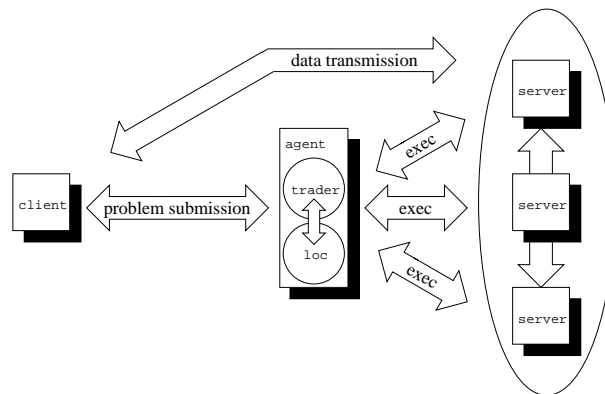 data transmission
server
agent
exec
trader
client
problem submission
exec
server
loc
exec
server